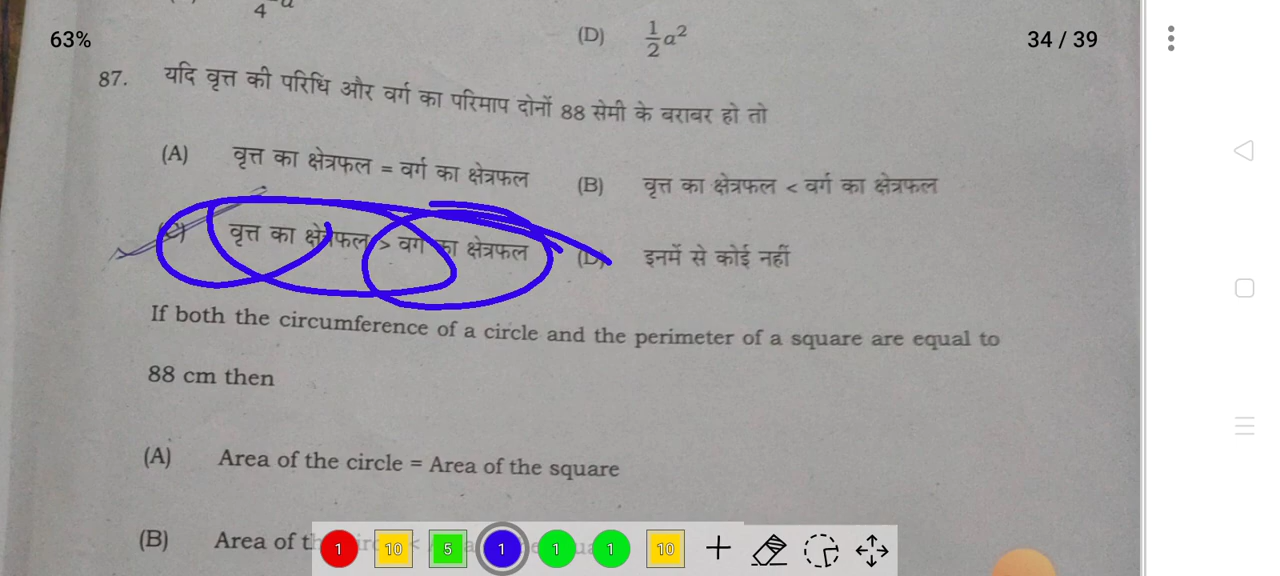 4
(D) 1/2 a²
63%
34 / 39
87. यदि वृत्त की परिधि और वर्ग का परिमाप दोनों 88 सेमी के बराबर हो तो
(A) वृत्त का क्षेत्रफल = वर्ग का क्षेत्रफल (B) वृत्त का क्षेत्रफल < वर्ग का क्षेत्रफल
(C) वृत्त का क्षेत्रफल > वर्ग का क्षेत्रफल (D) इनमें से कोई नहीं
If both the circumference of a circle and the perimeter of a square are equal to
88 cm then
(A) Area of the circle = Area of the square
(B) Area of
1 10 5 1 1 1 10